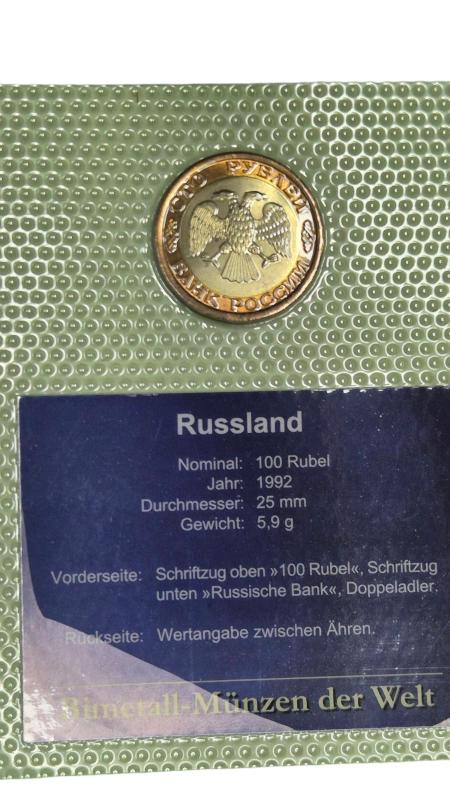 СТО РУБЛЕЙ
БАНК РОССИИ
Russland
Nominal: 100 Rubel
Jahr: 1992
Durchmesser: 25 mm
Gewicht: 5,9 g
Vorderseite: Schriftzug oben »100 Rubel«, Schriftzug
unten »Russische Bank«, Doppeladler.
Rückseite: Wertangabe zwischen Ähren.
Bimetall-Münzen der Welt